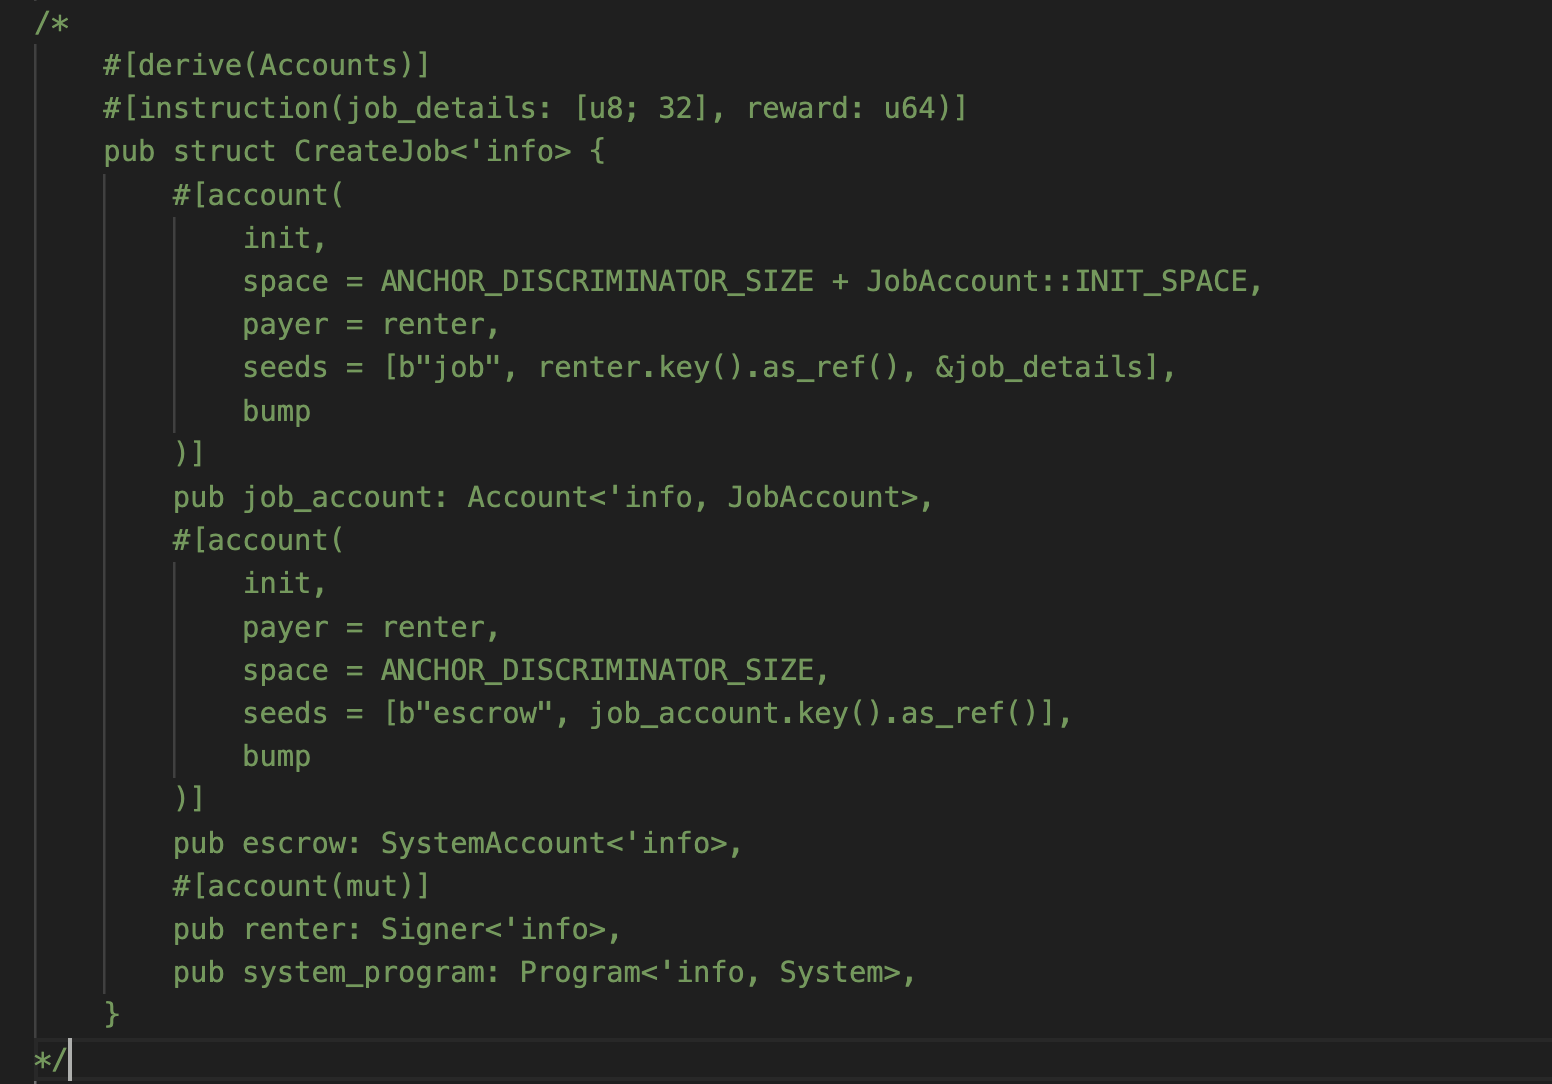 /*
    #[derive(Accounts)]
    #[instruction(job_details: [u8; 32], reward: u64)]
    pub struct CreateJob<'info> {
        #[account(
            init,
            space = ANCHOR_DISCRIMINATOR_SIZE + JobAccount::INIT_SPACE,
            payer = renter,
            seeds = [b"job", renter.key().as_ref(), &job_details],
            bump
        )]
        pub job_account: Account<'info, JobAccount>,
        #[account(
            init,
            payer = renter,
            space = ANCHOR_DISCRIMINATOR_SIZE,
            seeds = [b"escrow", job_account.key().as_ref()],
            bump
        )]
        pub escrow: SystemAccount<'info>,
        #[account(mut)]
        pub renter: Signer<'info>,
        pub system_program: Program<'info, System>,
    }
*/